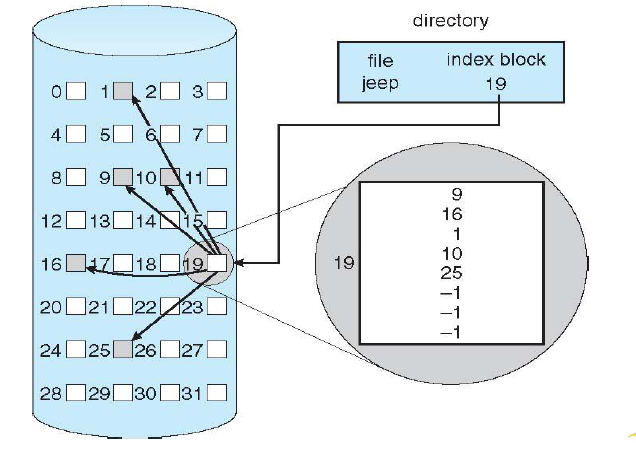 directory
file index block
jeep 19
0 1 2 3
4 5 6 7
8 9 10 11
12 13 14 15
16 17 18 19
20 21 22 23
24 25 26 27
28 29 30 31
19
9
16
1
10
25
–1
–1
–1